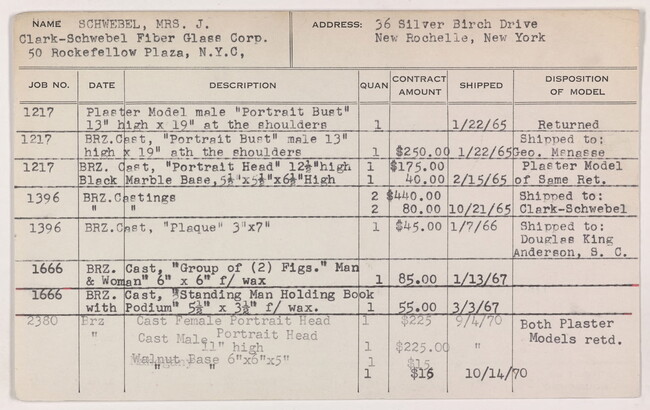 NAME SCHWEBEL, MRS. J. ADDRESS: 36 Silver Birch Drive
Clark-Schwebel Fiber Glass Corp. New Rochelle, New York
50 Rockefellow Plaza, N.Y.C,
JOB NO. DATE DESCRIPTION QUAN CONTRACT AMOUNT SHIPPED DISPOSITION OF MODEL
1217 Plaster Model male "Portrait Bust"
13" high x 19" at the shoulders 1 1/22/65 Returned
1217 BRZ.Cast, "Portrait Bust" male 13" Shipped to:
high x 19" ath the shoulders 1 $250.00 1/22/65 Geo. Manasse
1217 BRZ. Cast, "Portrait Head" 12½"high 1 $175.00 Plaster Model
Black Marble Base,5½"x5½"x6½"High 1 40.00 2/15/65 of Same Ret.
1396 BRZ.Castings 2 $440.00 Shipped to:
" " 2 80.00 10/21/65 Clark-Schwebel
1396 BRZ.Cast, "Plaque" 3"x7" 1 $45.00 1/7/66 Shipped to:
Douglas King
Anderson, S. C.
1666 BRZ. Cast, "Group of (2) Figs." Man
& Woman" 6" x 6" f/ wax 1 85.00 1/13/67
1666 BRZ. Cast, "Standing Man Holding Book
with Podium" 5½" x 3½" f/ wax. 1 55.00 3/3/67
2380 Brz Cast Female Portrait Head 1 $225 9/4/70 Both Plaster
" Cast Male Portrait Head Models retd.
11" high 1 $225.00 "
Walnut Base 6"x6"x5" 1 $15
" " 1 $15 10/14/70